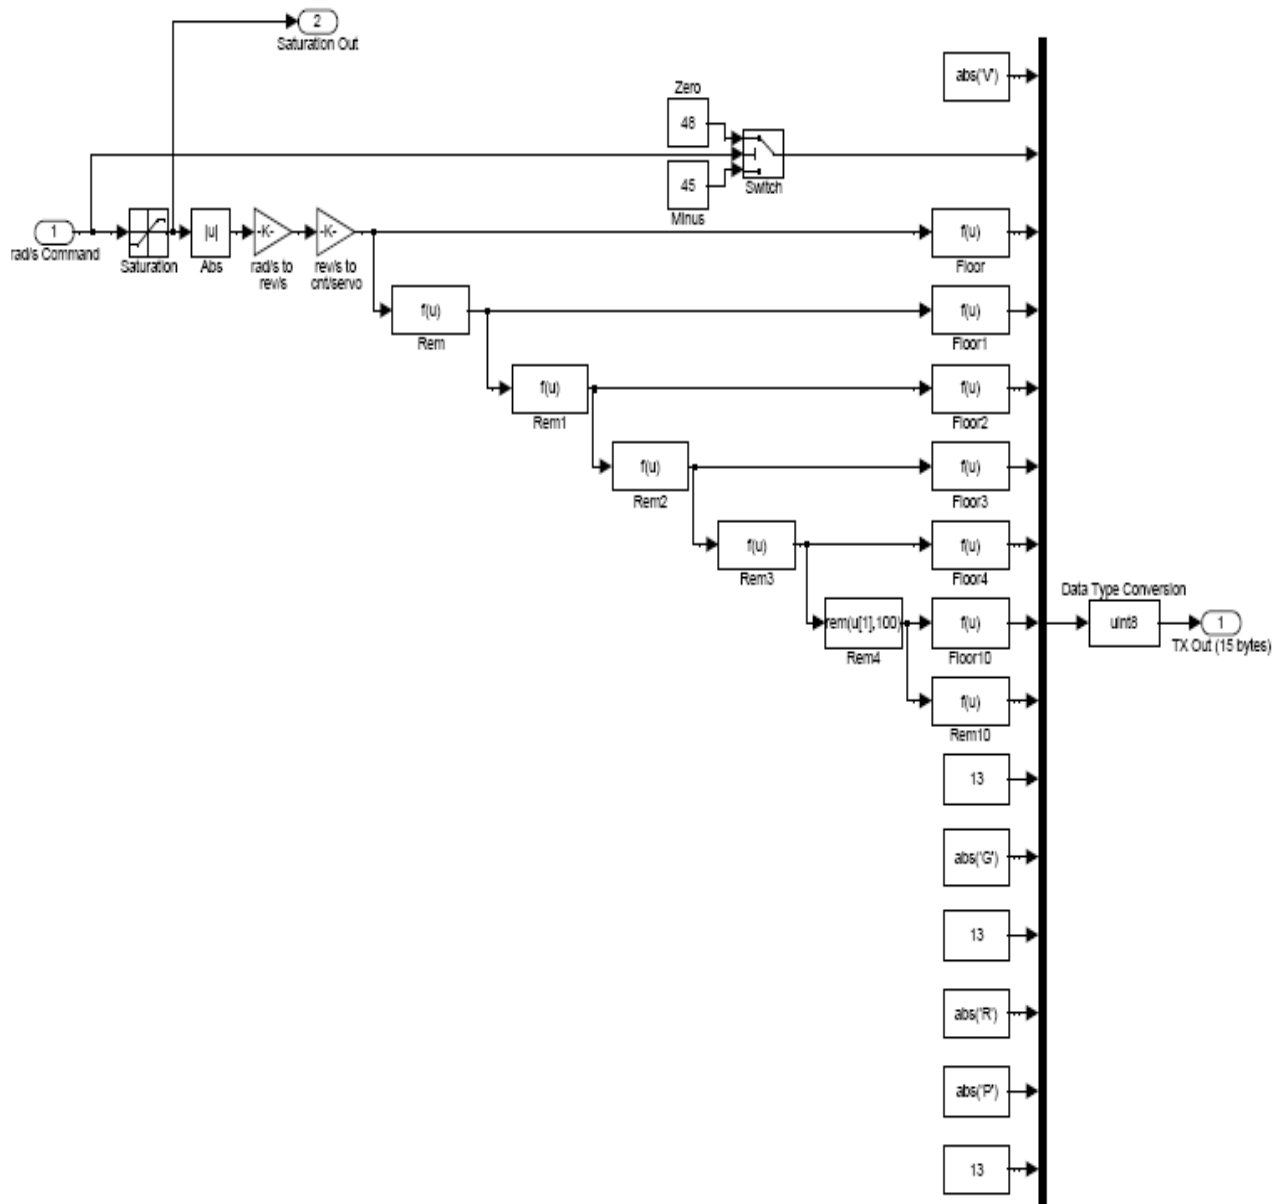 2
Saturation Out
abs('V')
Zero
48
45
Switch
Minus
1
rad/s Command
Saturation
|u|
Abs
-K-
rad/s to
rev/s
-K-
rev/s to
cnt/servo
f(u)
Floor
f(u)
Rem
f(u)
Floor1
f(u)
Rem1
f(u)
Floor2
f(u)
Rem2
f(u)
Floor3
f(u)
Rem3
f(u)
Floor4
rem(u[1],100)
Rem4
f(u)
Floor10
Data Type Conversion
uint8
1
TX Out (15 bytes)
f(u)
Rem10
13
abs('G')
13
abs('R')
abs('P')
13